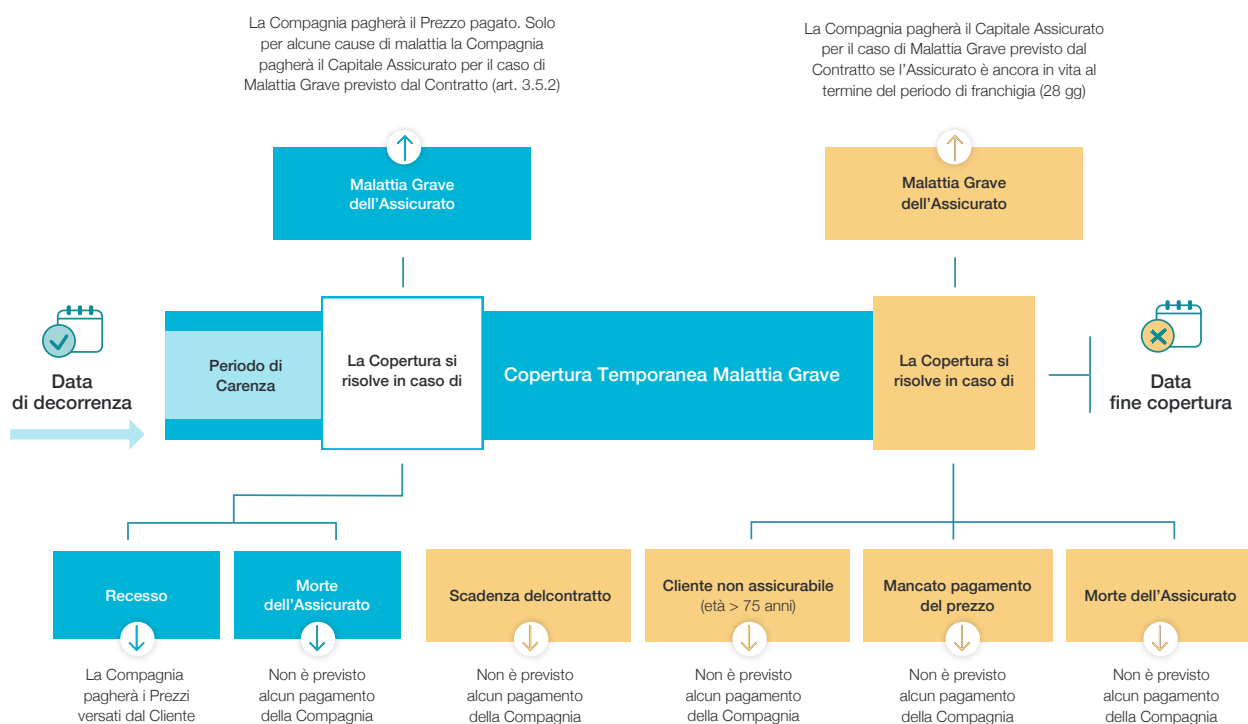 La Compagnia pagherà il Prezzo pagato. Solo
per alcune cause di malattia la Compagnia
pagherà il Capitale Assicurato per il caso di
Malattia Grave previsto dal Contratto (art. 3.5.2)
La Compagnia pagherà il Capitale Assicurato
per il caso di Malattia Grave previsto dal
Contratto se l'Assicurato è ancora in vita al
termine del periodo di franchigia (28 gg)
Malattia Grave
dell'Assicurato
Malattia Grave
dell'Assicurato
Data
di decorrenza
Periodo di
Carenza
La Copertura si
risolve in caso di
Copertura Temporanea Malattia Grave
La Copertura si
risolve in caso di
Data
fine copertura
Recesso
Morte
dell'Assicurato
Scadenza delcontratto
Cliente non assicurabile
(età > 75 anni)
Mancato pagamento
del prezzo
Morte dell'Assicurato
La Compagnia
pagherà i Prezzi
versati dal Cliente
Non è previsto
alcun pagamento
della Compagnia
Non è previsto
alcun pagamento
della Compagnia
Non è previsto
alcun pagamento
della Compagnia
Non è previsto
alcun pagamento
della Compagnia
Non è previsto
alcun pagamento
della Compagnia